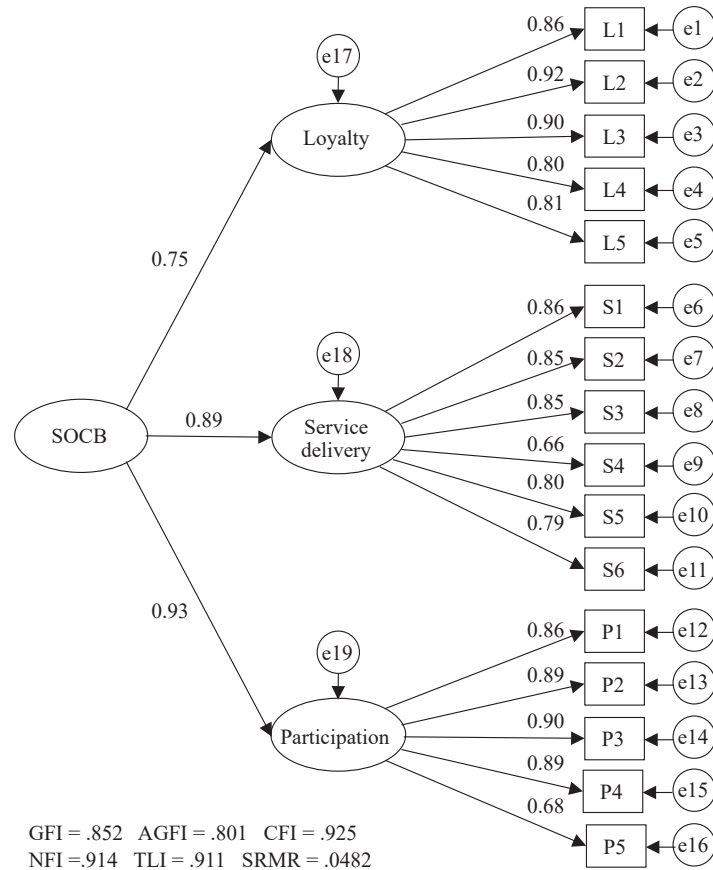 0.86 L1 e1
e17
0.92 L2 e2
Loyalty 0.90 L3 e3
0.80 L4 e4
0.81 L5 e5
0.75
0.86 S1 e6
e18 0.85 S2 e7
0.85 S3 e8
SOCB 0.89 Service
delivery
0.66 S4 e9
0.80 S5 e10
0.79 S6 e11
0.93
0.86 P1 e12
e19
0.89 P2 e13
Participation 0.90 P3 e14
0.89 P4 e15
0.68 P5 e16
GFI = .852 AGFI = .801 CFI = .925
NFI =.914 TLI = .911 SRMR = .0482